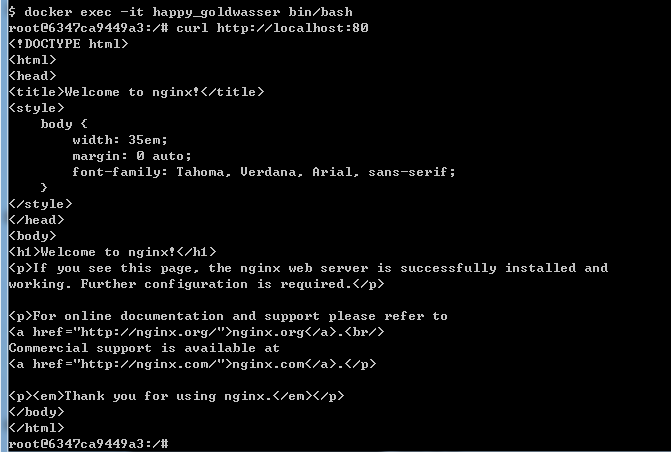 $ docker exec -it happy_goldwasser bin/bash
root@6347ca9449a3:/# curl http://localhost:80
<!DOCTYPE html>
<html>
<head>
<title>Welcome to nginx!</title>
<style>
    body {
        width: 35em;
        margin: 0 auto;
        font-family: Tahoma, Verdana, Arial, sans-serif;
    }
</style>
</head>
<body>
<h1>Welcome to nginx!</h1>
<p>If you see this page, the nginx web server is successfully installed and
working. Further configuration is required.</p>

<p>For online documentation and support please refer to
<a href="http://nginx.org/">nginx.org</a>.<br/>
Commercial support is available at
<a href="http://nginx.com/">nginx.com</a>.</p>

<p><em>Thank you for using nginx.</em></p>
</body>
</html>
root@6347ca9449a3:/#